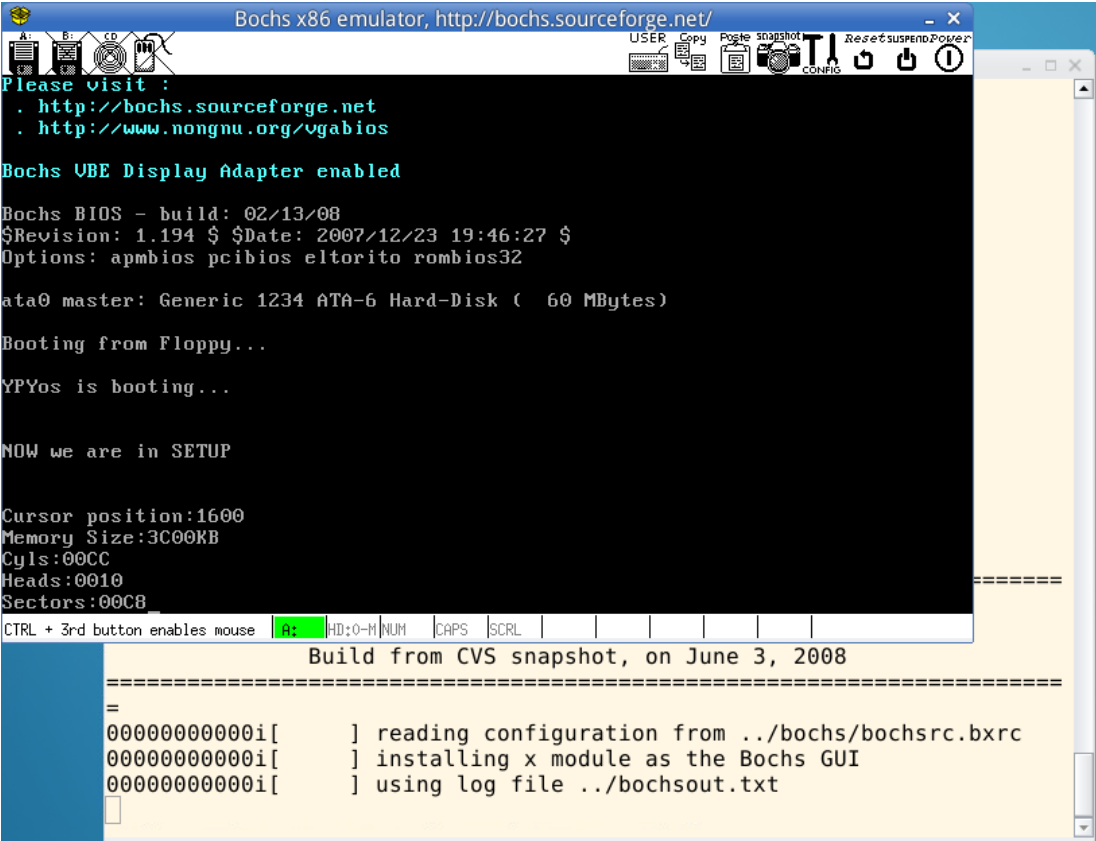 Bochs x86 emulator, http://bochs.sourceforge.net/
A: B: CD USER Copy Paste snapshot CONFIG Reset SUSPEND Power
Please visit :
. http://bochs.sourceforge.net
. http://www.nongnu.org/vgabios
Bochs VBE Display Adapter enabled
Bochs BIOS - build: 02/13/08
$Revision: 1.194 $ $Date: 2007/12/23 19:46:27 $
Options: apmbios pcibios eltorito rombios32
ata0 master: Generic 1234 ATA-6 Hard-Disk (  60 MBytes)
Booting from Floppy...
YPYos is booting...
NOW we are in SETUP
Cursor position:1600
Memory Size:3C00KB
Cyls:00CC
Heads:0010
Sectors:00C8_
CTRL + 3rd button enables mouse A: HD:0-M NUM CAPS SCRL
=======
Build from CVS snapshot, on June 3, 2008
========================================================================
=
00000000000i[     ] reading configuration from ../bochs/bochsrc.bxrc
00000000000i[     ] installing x module as the Bochs GUI
00000000000i[     ] using log file ../bochsout.txt